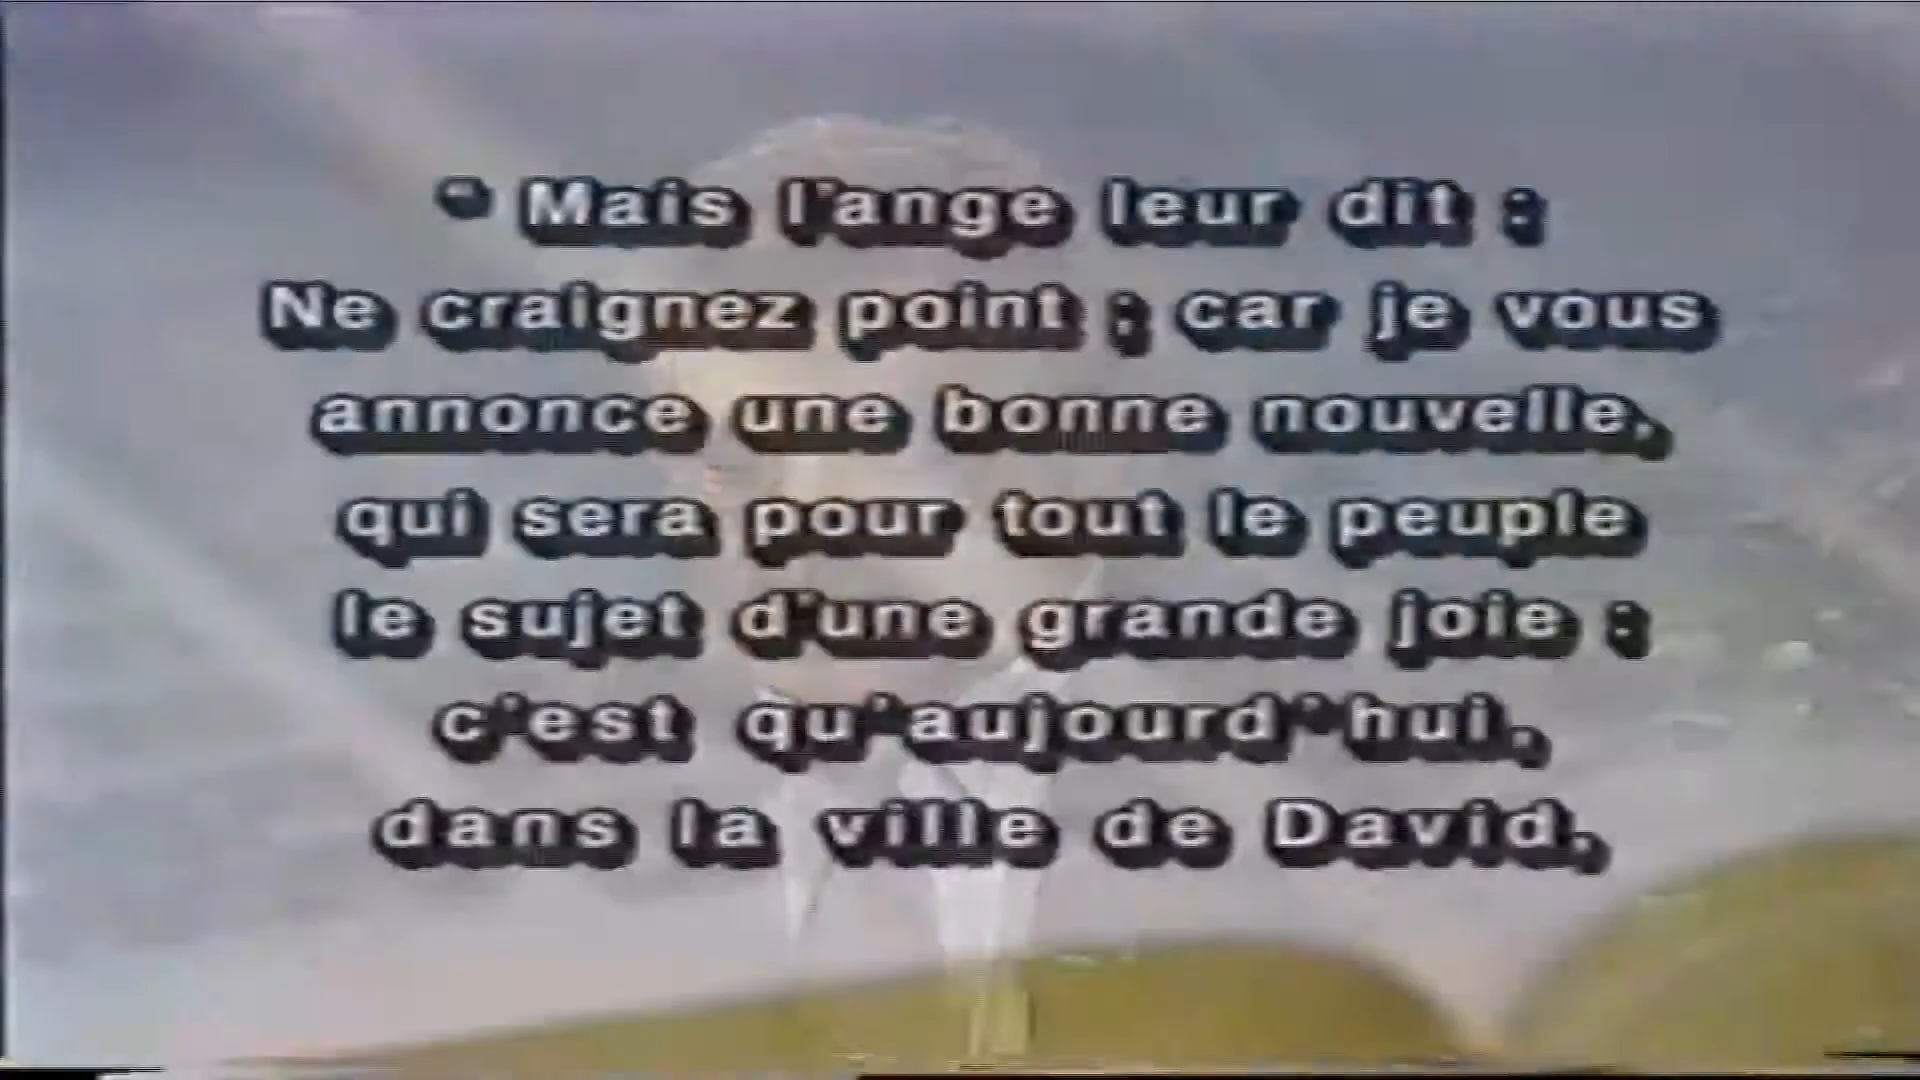 “ Mais l'ange leur dit :
Ne craignez point ; car je vous
annonce une bonne nouvelle,
qui sera pour tout le peuple
le sujet d'une grande joie :
c'est qu'aujourd'hui,
dans la ville de David,